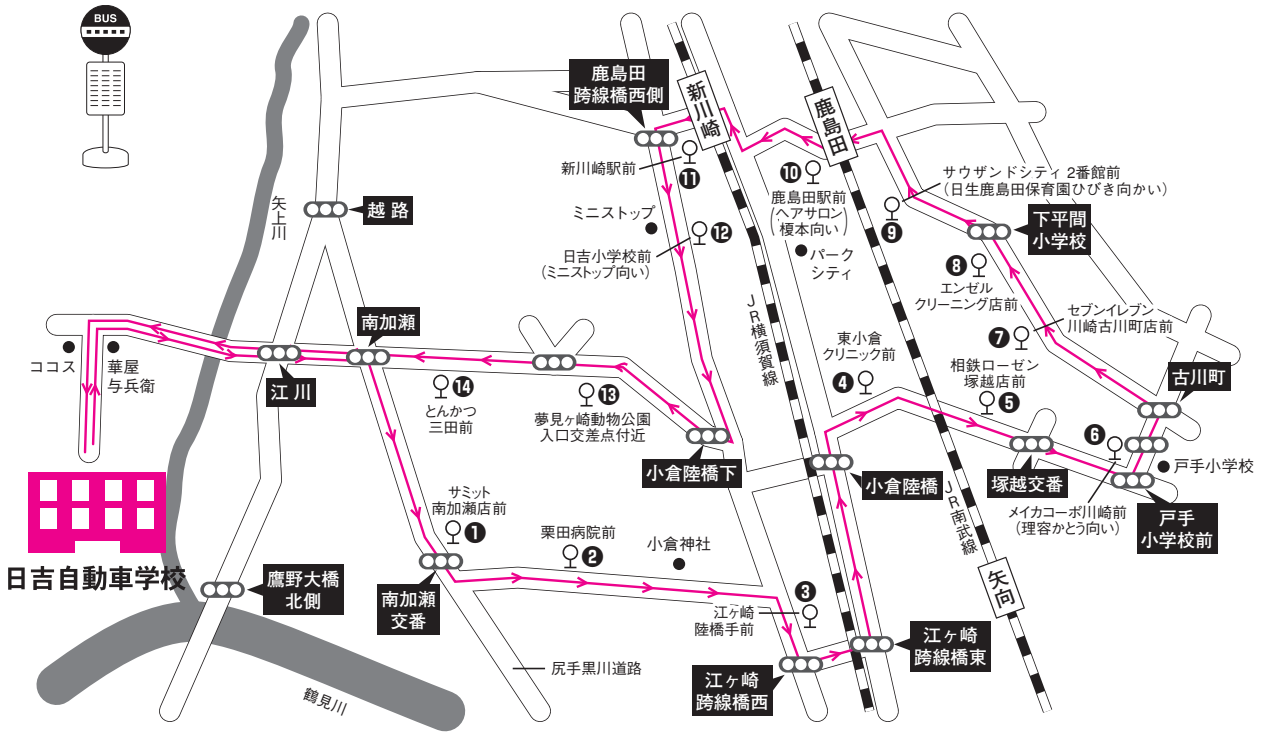 BUS
鹿島田
跨線橋西側
新川崎
鹿島田
新川崎駅前
⓫
❿
鹿島田駅前
(ヘアサロン
榎本向い)
サウザンドシティ 2番館前
(日生鹿島田保育園ひびき向かい)
❾
下平間
小学校
矢上川
越路
ミニストップ
⓬
日吉小学校前
(ミニストップ向い)
パーク
シティ
❽
エンゼル
クリーニング店前
セブンイレブン
川崎古川町店前
❼
JR横須賀線
南加瀬
ココス
華屋
与兵衛
江川
⓮
とんかつ
三田前
⓭
夢見ヶ崎動物公園
入口交差点付近
東小倉
クリニック前
❹
相鉄ローゼン
塚越店前
❺
古川町
❻
戸手小学校
小倉陸橋下
小倉陸橋
塚越交番
メイカコーポ川崎前
(理容かとう向い)
戸手
小学校前
JR南武線
サミット
南加瀬店前
❶
栗田病院前
❷
小倉神社
日吉自動車学校
鷹野大橋
北側
南加瀬
交番
❸
江ヶ崎
陸橋手前
矢向
江ヶ崎
跨線橋東
江ヶ崎
跨線橋西
尻手黒川道路
鶴見川